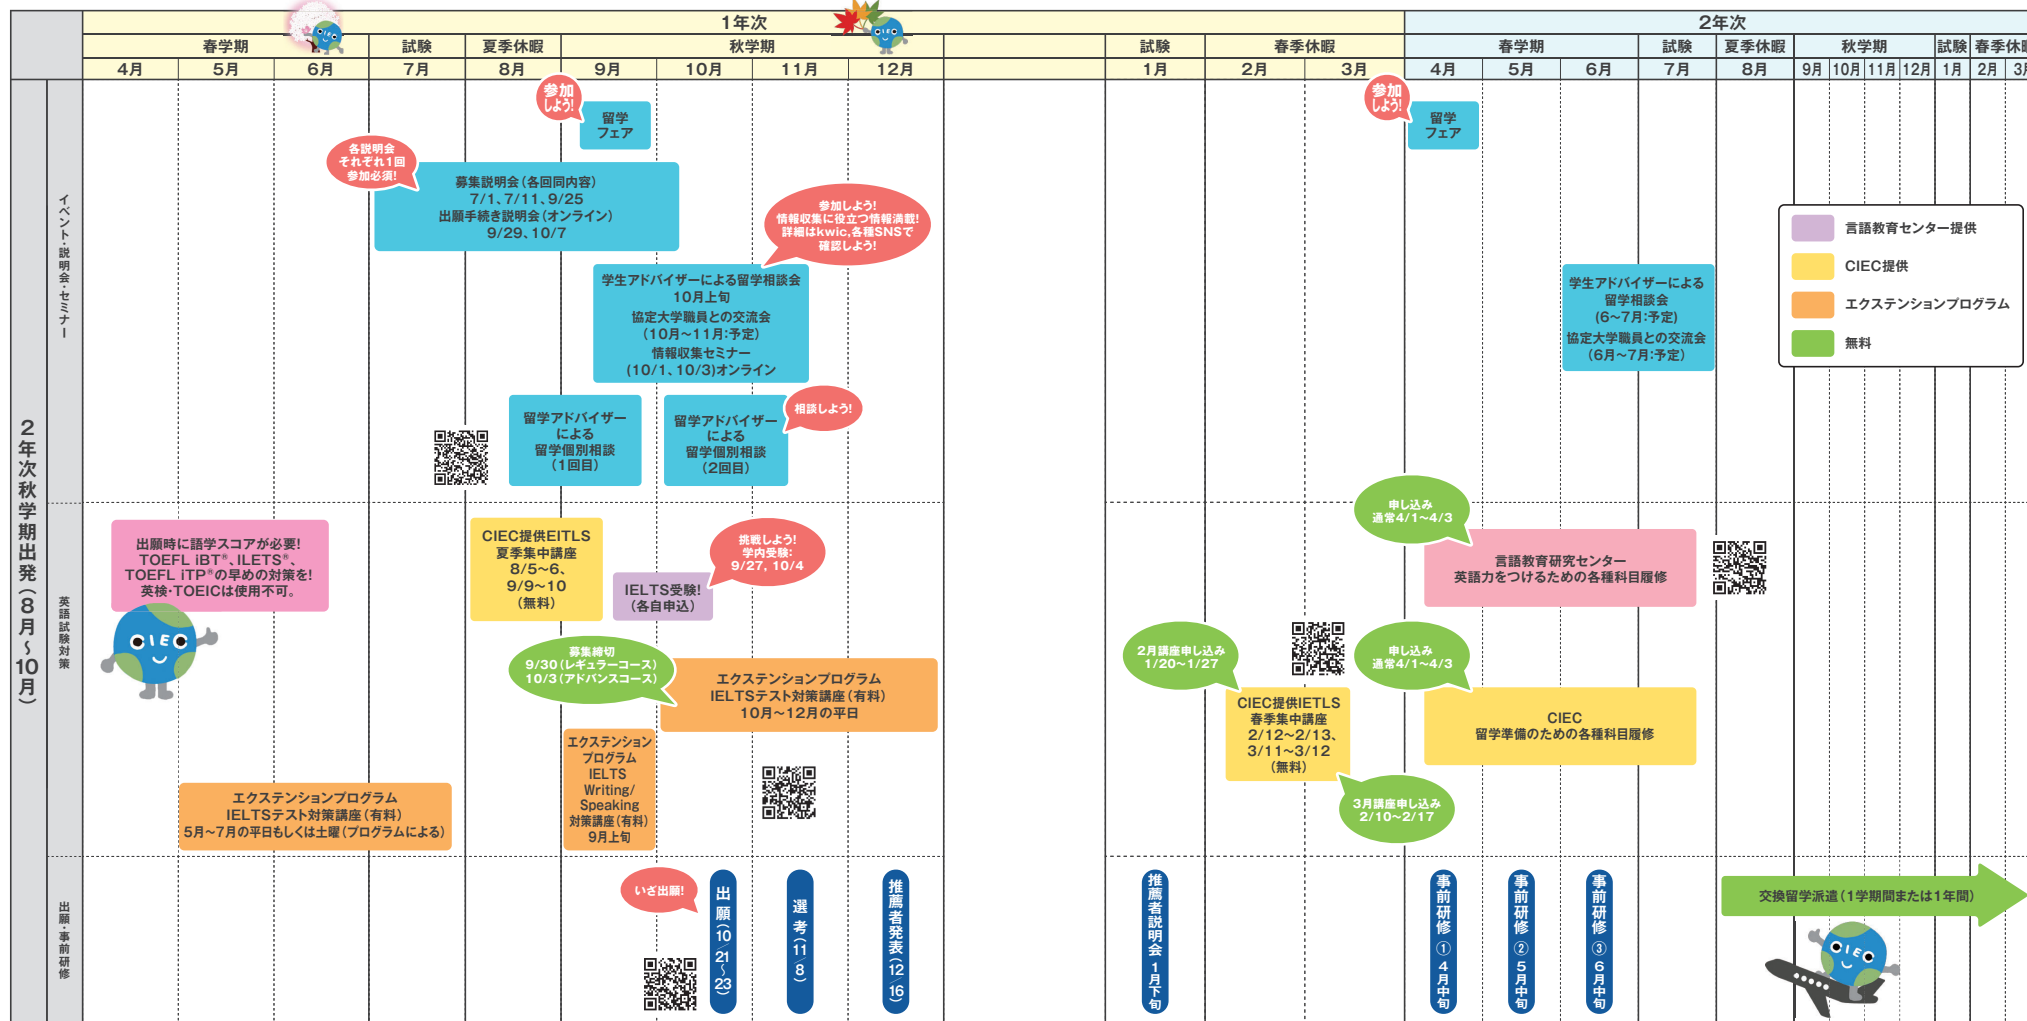 1年次
2年次
春学期
試験
夏季休暇
秋学期
試験
春季休暇
春学期
試験
夏季休暇
秋学期
試験
春季休暇
4月
5月
6月
7月
8月
9月
10月
11月
12月
1月
2月
3月
4月
5月
6月
7月
8月
9月
10月
11月
12月
1月
2月
3月
2年次秋学期出発(8月~10月)
イベント・説明会・セミナー
参加
しよう!
留学
フェア
参加
しよう!
留学
フェア
各説明会
それぞれ1回
参加必須!
募集説明会(各回同内容)
7/1、7/11、9/25
出願手続き説明会(オンライン)
9/29、10/7
参加しよう!
情報収集に役立つ情報満載!
詳細はkwic,各種SNSで
確認しよう!
学生アドバイザーによる留学相談会
10月上旬
協定大学職員との交流会
(10月~11月:予定)
情報収集セミナー
(10/1、10/3)オンライン
学生アドバイザーによる
留学相談会
(6~7月:予定)
協定大学職員との交流会
(6月~7月:予定)
言語教育センター提供
CIEC提供
エクステンションプログラム
無料
留学アドバイザー
による
留学個別相談
(1回目)
留学アドバイザー
による
留学個別相談
(2回目)
相談しよう!
英語試験対策
出願時に語学スコアが必要!
TOEFL iBT®、ILETS®、
TOEFL iTP®の早めの対策を!
英検・TOEICは使用不可。
CIEC
CIEC提供EITLS
夏季集中講座
8/5~6、
9/9~10
(無料)
挑戦しよう!
学内受験:
9/27, 10/4
IELTS受験!
(各自申込)
募集締切
9/30(レギュラーコース)
10/3(アドバンスコース)
エクステンションプログラム
IELTSテスト対策講座(有料)
10月~12月の平日
エクステンション
プログラム
IELTS
Writing/
Speaking
対策講座(有料)
9月上旬
エクステンションプログラム
IELTSテスト対策講座(有料)
5月~7月の平日もしくは土曜(プログラムによる)
申し込み
通常4/1~4/3
言語教育研究センター
英語力をつけるための各種科目履修
2月講座申し込み
1/20~1/27
CIEC提供IETLS
春季集中講座
2/12~2/13、
3/11~3/12
(無料)
3月講座申し込み
2/10~2/17
申し込み
通常4/1~4/3
CIEC
留学準備のための各種科目履修
出願・事前研修
いざ出願!
出願(10/21~23)
選考(11/8)
推薦者発表(12/16)
推薦者説明会 1月下旬
事前研修① 4月中旬
事前研修② 5月中旬
事前研修③ 6月中旬
交換留学派遣(1学期間または1年間)
CIEC